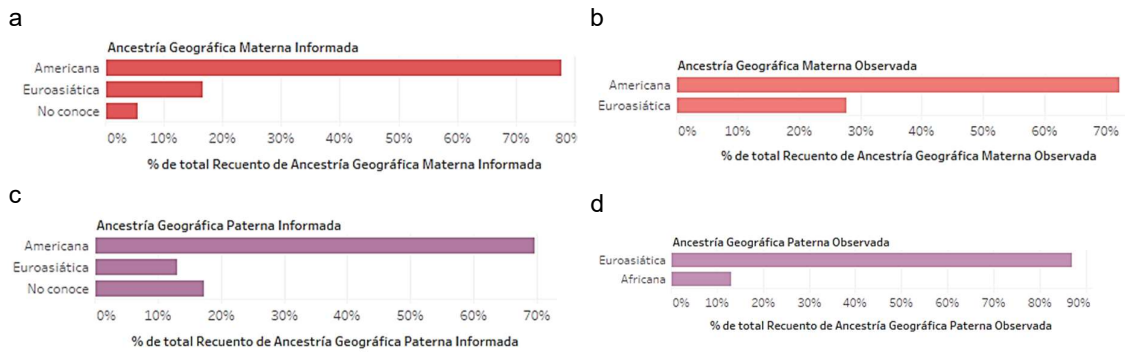 a
Ancestría Geográfica Materna Informada
Americana
Euroasiática
No conoce
0% 10% 20% 30% 40% 50% 60% 70% 80%
% de total Recuento de Ancestría Geográfica Materna Informada
b
Ancestría Geográfica Materna Observada
Americana
Euroasiática
0% 10% 20% 30% 40% 50% 60% 70%
% de total Recuento de Ancestría Geográfica Materna Observada
c
Ancestría Geográfica Paterna Informada
Americana
Euroasiática
No conoce
0% 10% 20% 30% 40% 50% 60% 70%
% de total Recuento de Ancestría Geográfica Paterna Informada
d
Ancestría Geográfica Paterna Observada
Euroasiática
Africana
0% 10% 20% 30% 40% 50% 60% 70% 80% 90%
% de total Recuento de Ancestría Geográfica Paterna Observada